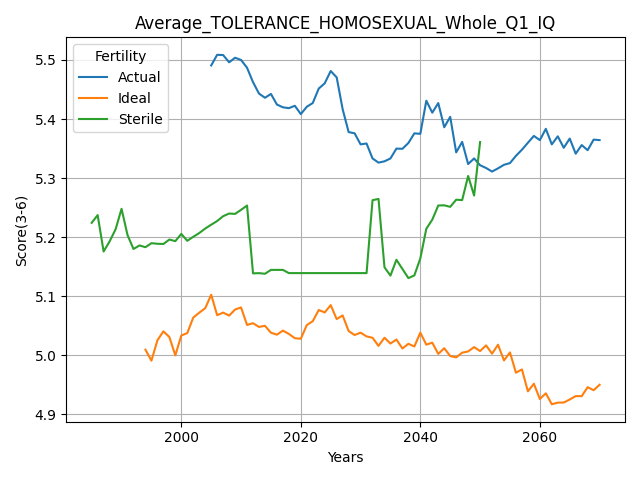 Average_TOLERANCE_HOMOSEXUAL_Whole_Q1_IQ
Fertility
Actual
Ideal
Sterile
Score(3-6)
5.5
5.4
5.3
5.2
5.1
5.0
4.9
2000
2020
2040
2060
Years